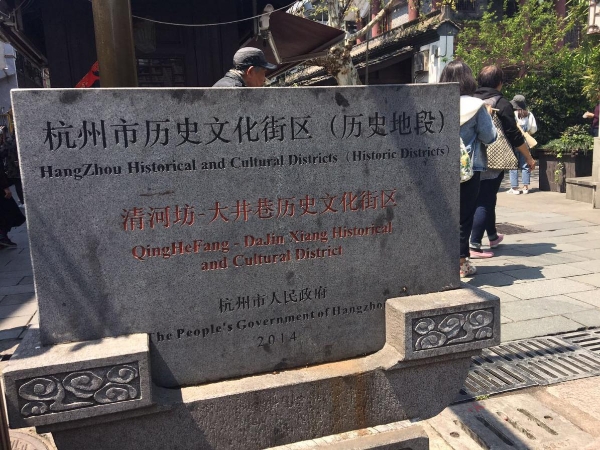 杭州市历史文化街区（历史地段）
HangZhou Historical and Cultural Districts (Historic Districts)
清河坊-大井巷历史文化街区
QingHeFang - DaJin Xiang Historical
and Cultural District
杭州市人民政府
The People's Government of Hangzhou
2014